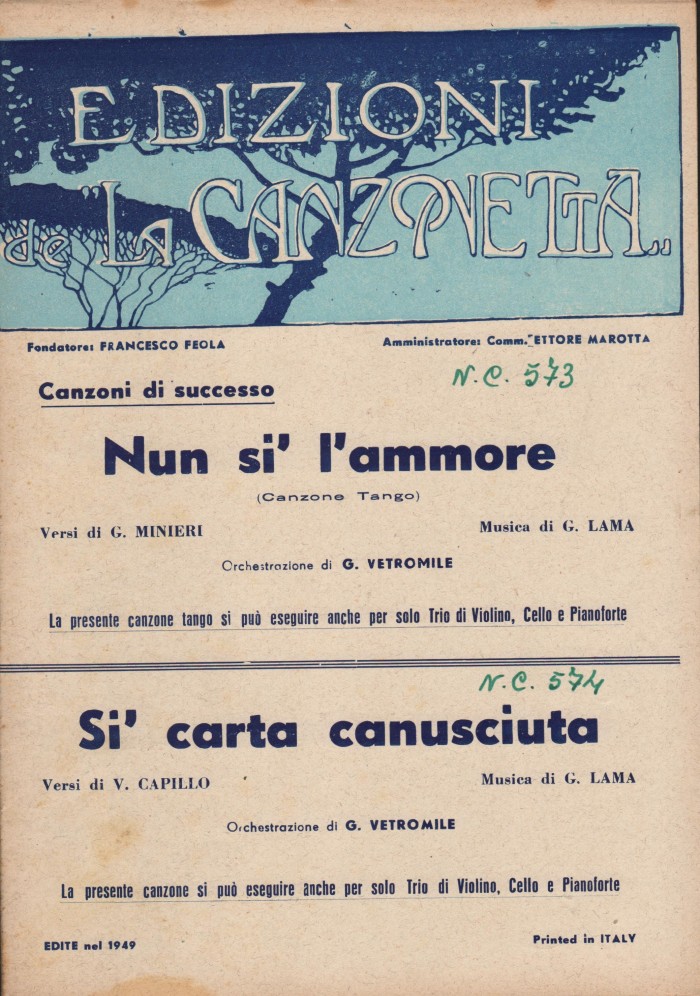 EDIZIONI
de "LA CANZONETTA"
Fondatore: FRANCESCO FEOLA
Amministratore: Comm. ETTORE MAROTTA
N.C. 573
Canzoni di successo
Nun si' l'ammore
(Canzone Tango)
Versi di G. MINIERI
Musica di G. LAMA
Orchestrazione di G. VETROMILE
La presente canzone tango si può eseguire anche per solo Trio di Violino, Cello e Pianoforte
N.C. 574
Si' carta canusciuta
Versi di V. CAPILLO
Musica di G. LAMA
Orchestrazione di G. VETROMILE
La presente canzone si può eseguire anche per solo Trio di Violino, Cello e Pianoforte
EDITE nel 1949
Printed in ITALY